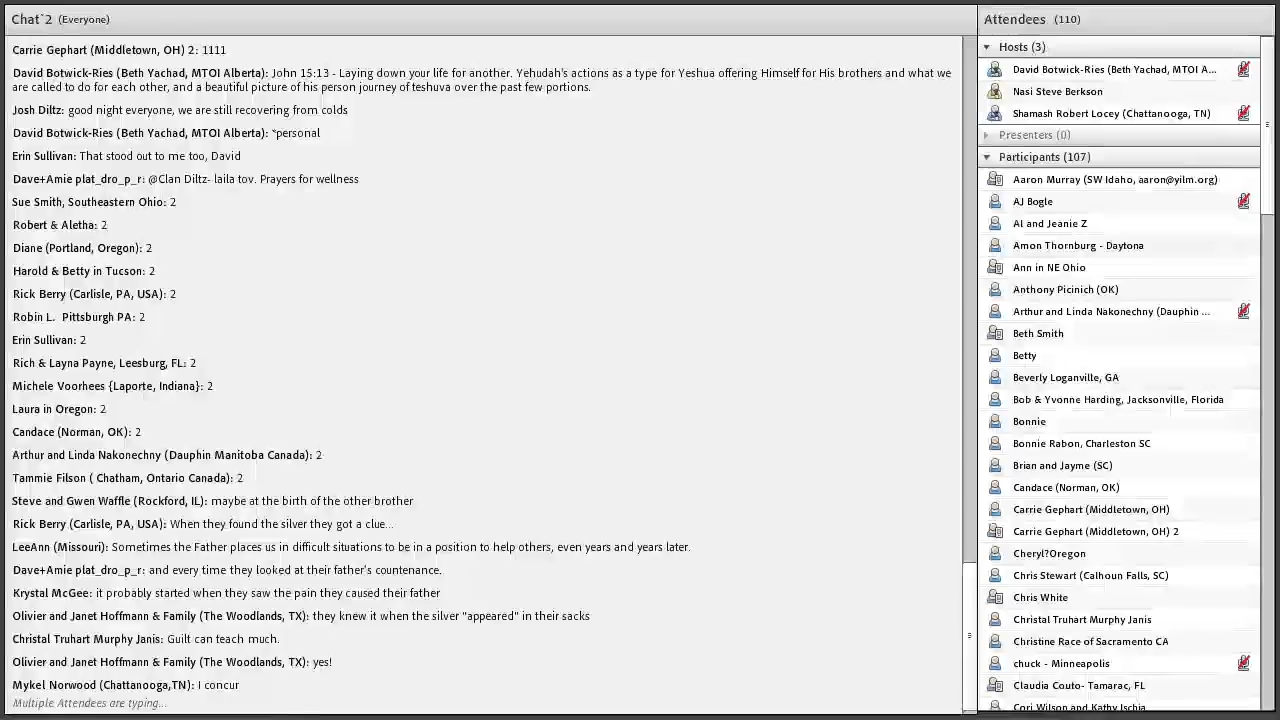 Chat˜2 (Everyone)
Carrie Gephart (Middletown, OH) 2: 1111
David Botwick-Ries (Beth Yachad, MTOI Alberta): John 15:13 - Laying down your life for another. Yehudah's actions as a type for Yeshua offering Himself for His brothers and what we
are called to do for each other, and a beautiful picture of his person journey of teshuva over the past few portions.
Josh Diltz: good night everyone, we are still recovering from colds
David Botwick-Ries (Beth Yachad, MTOI Alberta): *personal
Erin Sullivan: That stood out to me too, David
Dave+Amie plat_dro_p_r: @Clan Diltz- laila tov. Prayers for wellness
Sue Smith, Southeastern Ohio: 2
Robert & Aletha: 2
Diane (Portland, Oregon): 2
Harold & Betty in Tucson: 2
Rick Berry (Carlisle, PA, USA): 2
Robin L. Pittsburgh PA: 2
Erin Sullivan: 2
Rich & Layna Payne, Leesburg, FL: 2
Michele Voorhees {Laporte, Indiana}: 2
Laura in Oregon: 2
Candace (Norman, OK): 2
Arthur and Linda Nakonechny (Dauphin Manitoba Canada): 2
Tammie Filson ( Chatham, Ontario Canada): 2
Steve and Gwen Waffle (Rockford, IL): maybe at the birth of the other brother
Rick Berry (Carlisle, PA, USA): When they found the silver they got a clue...
LeeAnn (Missouri): Sometimes the Father places us in difficult situations to be in a position to help others, even years and years later.
Dave+Amie plat_dro_p_r: and every time they looked at their father's countenance.
Krystal McGee: it probably started when they saw the pain they caused their father
Olivier and Janet Hoffmann & Family (The Woodlands, TX): they knew it when the silver "appeared" in their sacks
Christal Truhart Murphy Janis: Guilt can teach much.
Olivier and Janet Hoffmann & Family (The Woodlands, TX): yes!
Mykel Norwood (Chattanooga,TN): I concur
Multiple Attendees are typing...
Attendees (110)
Hosts (3)
David Botwick-Ries (Beth Yachad, MTOI A...
Nasi Steve Berkson
Shamash Robert Locey (Chattanooga, TN)
Presenters (0)
Participants (107)
Aaron Murray (SW Idaho, aaron@yilm.org)
AJ Bogle
Al and Jeanie Z
Amon Thornburg - Daytona
Ann in NE Ohio
Anthony Picinich (OK)
Arthur and Linda Nakonechny (Dauphin ...
Beth Smith
Betty
Beverly Loganville, GA
Bob & Yvonne Harding, Jacksonville, Florida
Bonnie
Bonnie Rabon, Charleston SC
Brian and Jayme (SC)
Candace (Norman, OK)
Carrie Gephart (Middletown, OH)
Carrie Gephart (Middletown, OH) 2
Cheryl?Oregon
Chris Stewart (Calhoun Falls, SC)
Chris White
Christal Truhart Murphy Janis
Christine Race of Sacramento CA
chuck - Minneapolis
Claudia Couto- Tamarac, FL
Cori Wilson and Kathy Ischia